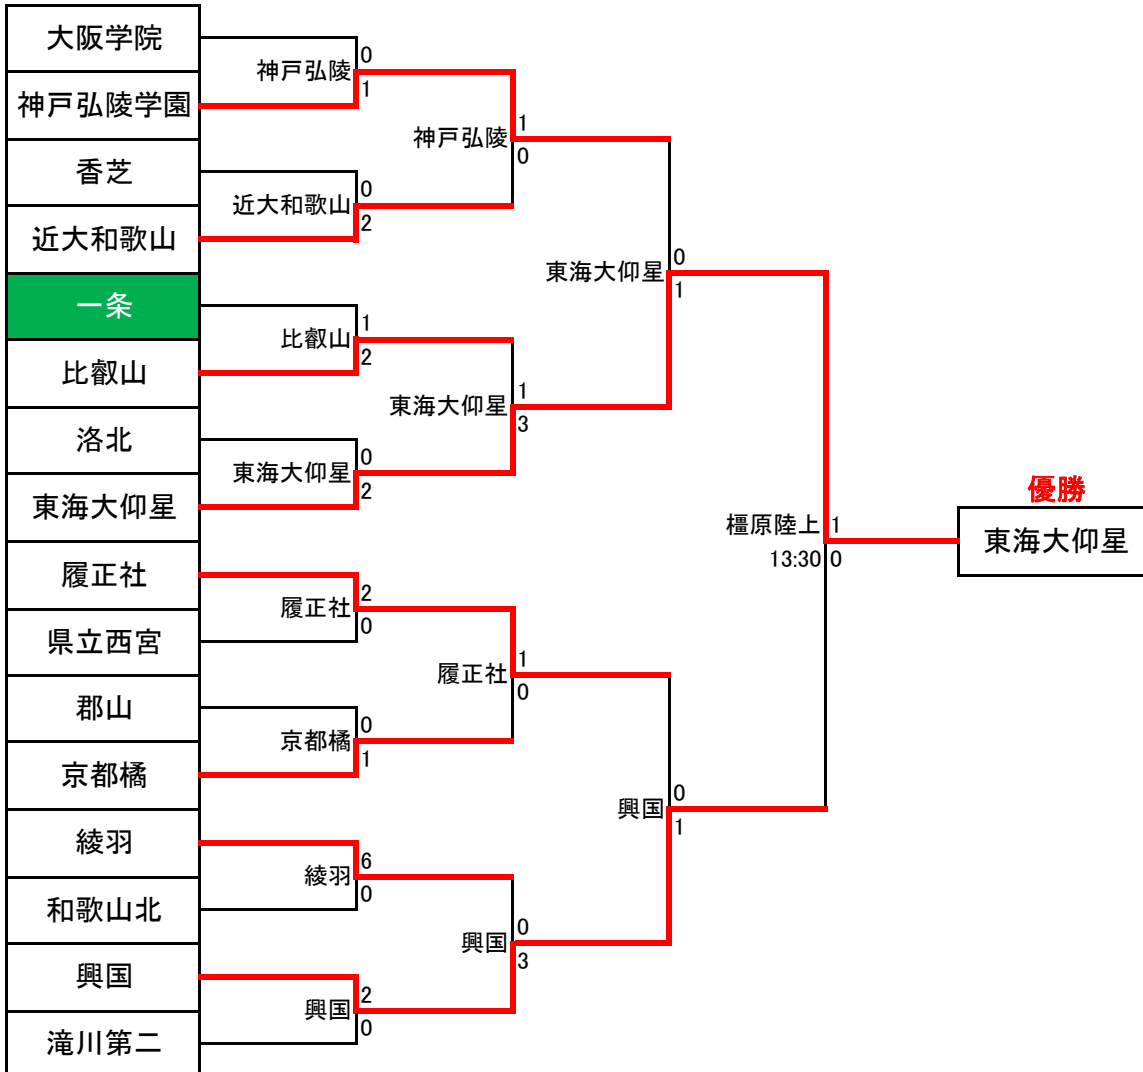 大阪学院
神戸弘陵学園
香芝
近大和歌山
一条
比叡山
洛北
東海大仰星
履正社
県立西宮
郡山
京都橘
綾羽
和歌山北
興国
滝川第二
0
神戸弘陵
1
0
近大和歌山
2
1
比叡山
2
0
東海大仰星
2
2
履正社
0
0
京都橘
1
6
綾羽
0
2
興国
0
1
神戸弘陵
0
1
東海大仰星
3
1
履正社
0
0
興国
3
0
東海大仰星
1
0
興国
1
橿原陸上 1
13:30 0
優勝
東海大仰星